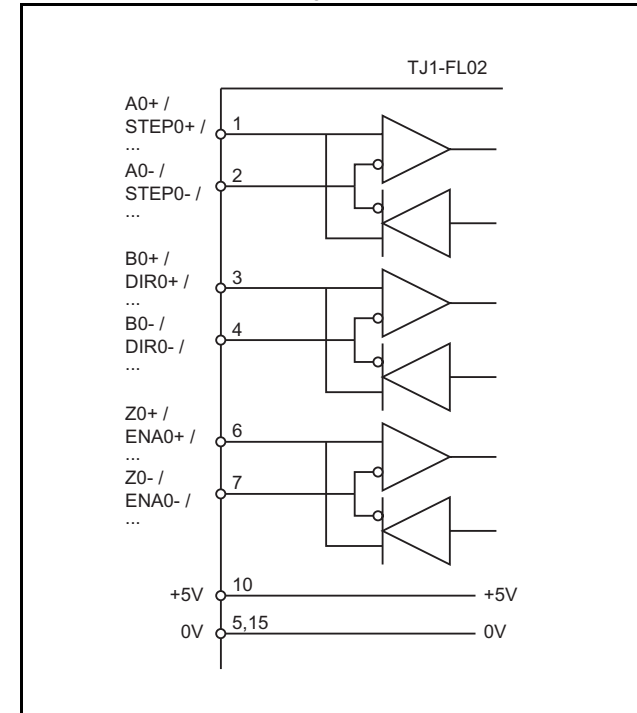 TJ1-FL02
A0+ /
STEP0+ /
...
1
A0- /
STEP0- /
...
2
B0+ /
DIR0+ /
...
3
B0- /
DIR0- /
...
4
Z0+ /
ENA0+ /
...
6
Z0- /
ENA0- /
...
7
+5V 10 +5V
0V 5,15 0V